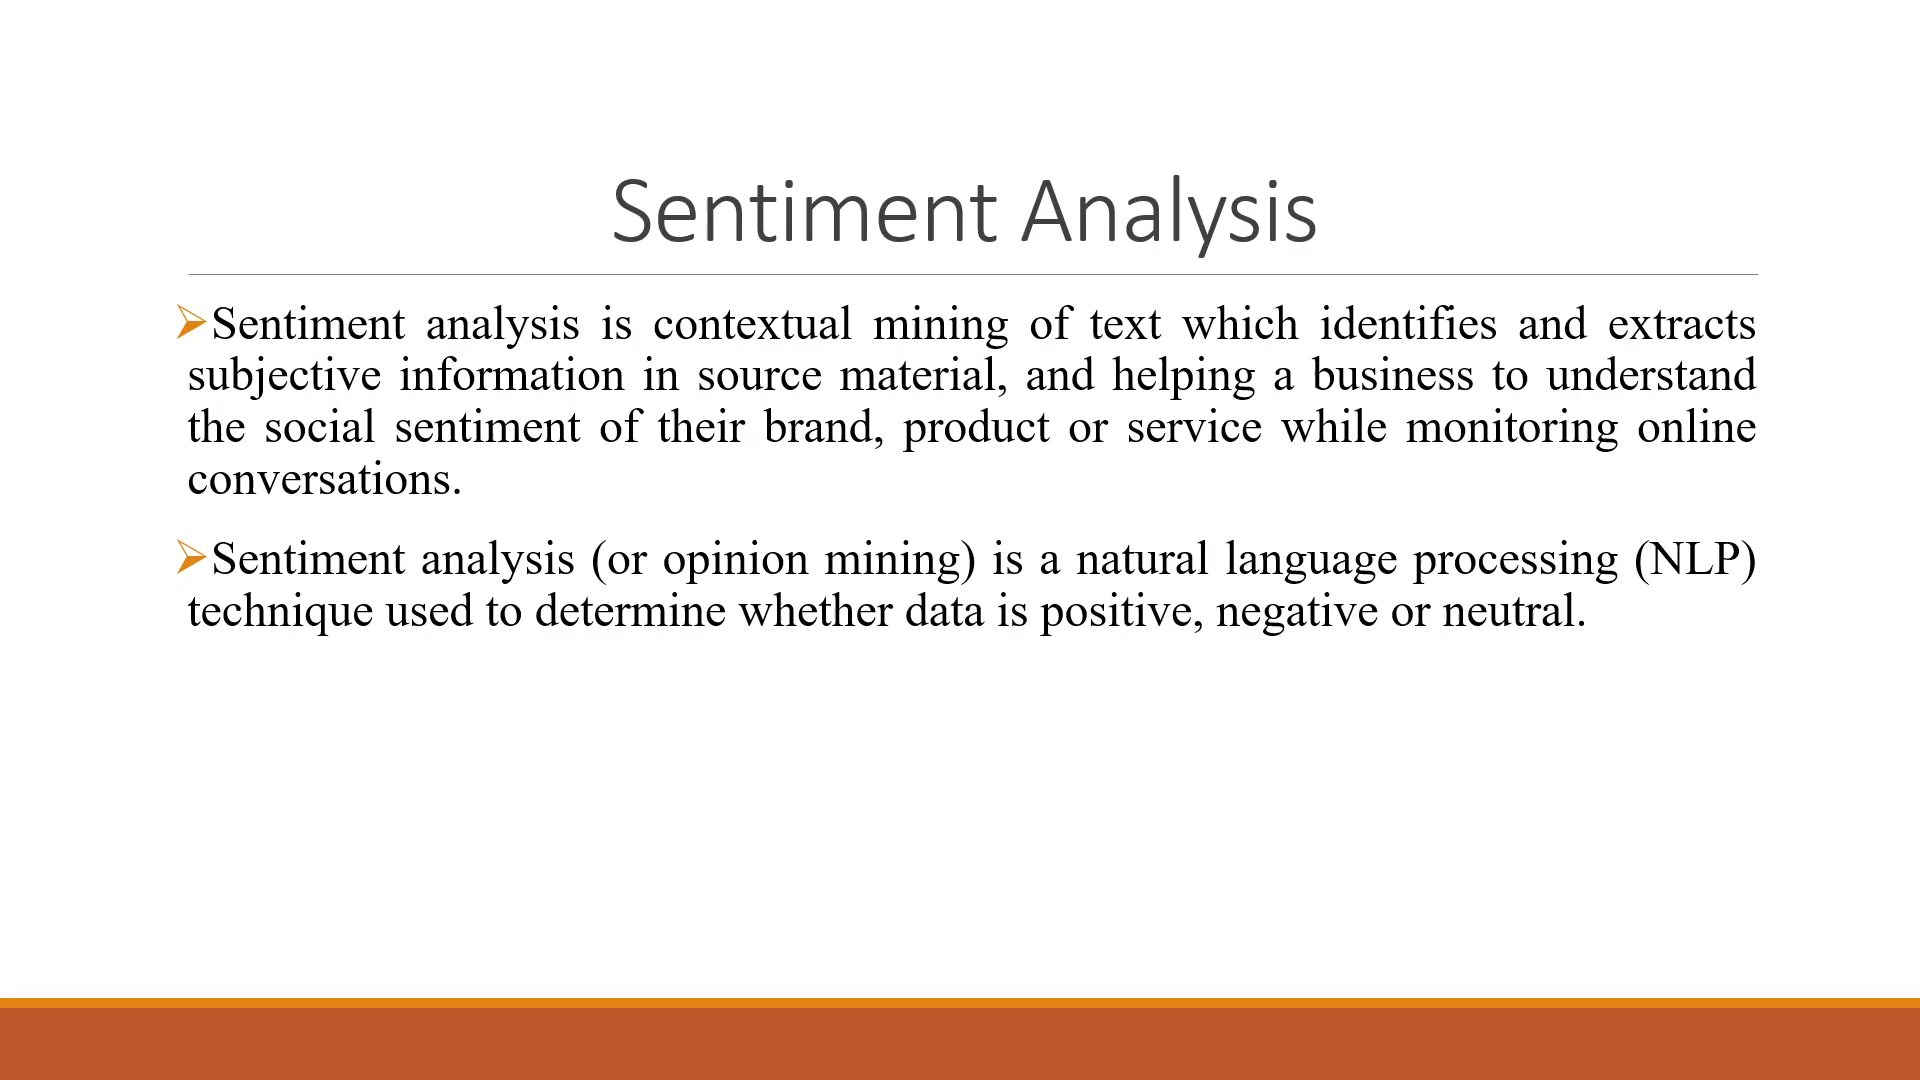 Sentiment Analysis
Sentiment analysis is contextual mining of text which identifies and extracts
subjective information in source material, and helping a business to understand
the social sentiment of their brand, product or service while monitoring online
conversations.
Sentiment analysis (or opinion mining) is a natural language processing (NLP)
technique used to determine whether data is positive, negative or neutral.